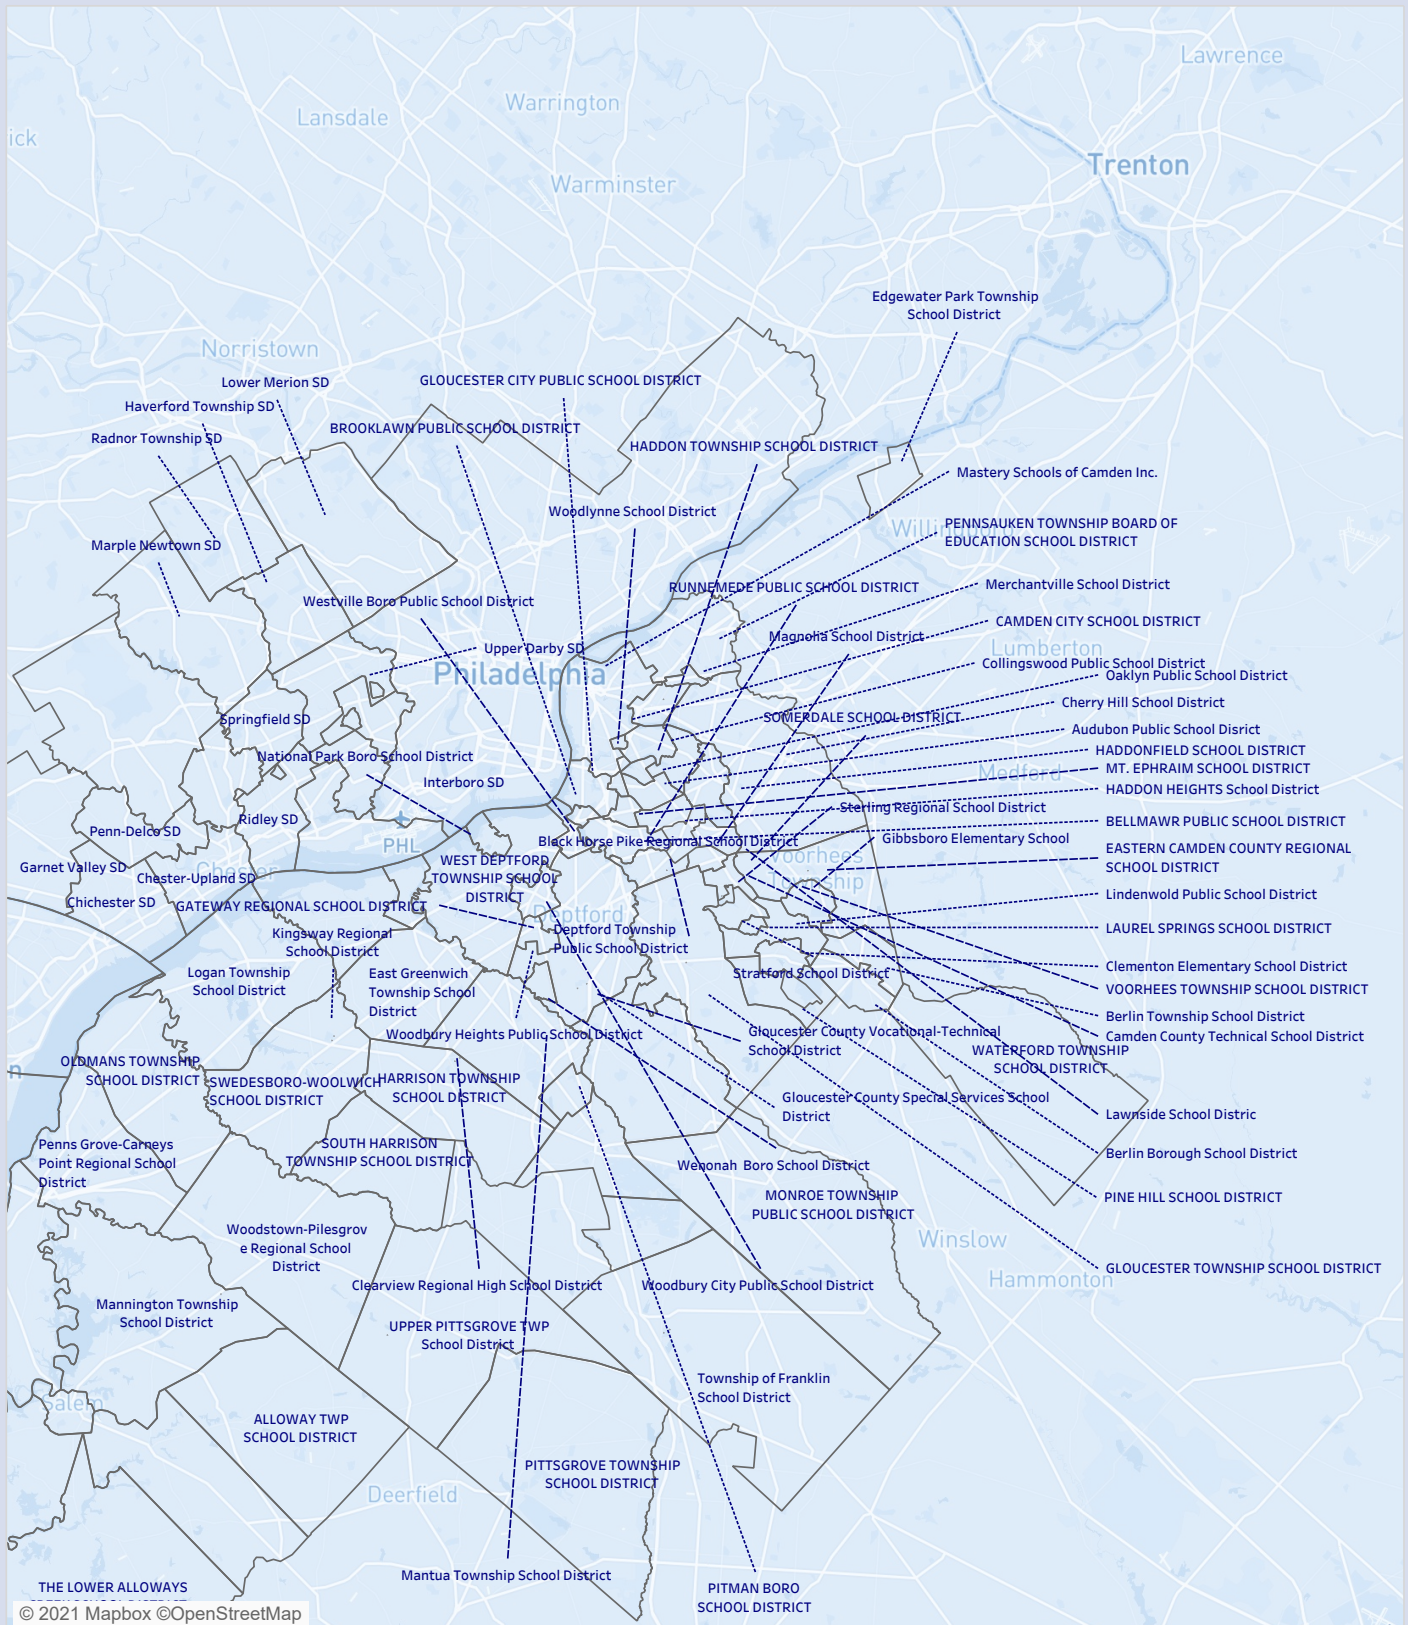 Lawrence
Warrington
Lansdale
ick
Trenton
Warminster
Edgewater Park Township
School District
Norristown
Lower Merion SD
GLOUCESTER CITY PUBLIC SCHOOL DISTRICT
Haverford Township SD
BROOKLAWN PUBLIC SCHOOL DISTRICT
Radnor Township SD
HADDON TOWNSHIP SCHOOL DISTRICT
Mastery Schools of Camden Inc.
Woodlynne School District
PENNSAUKEN TOWNSHIP BOARD OF
EDUCATION SCHOOL DISTRICT
Marple Newtown SD
RUNNEMEDE PUBLIC SCHOOL DISTRICT
Merchantville School District
Westville Boro Public School District
CAMDEN CITY SCHOOL DISTRICT
Magnolia School District
Upper Darby SD
Lumberton
Philadelphia
Collingswood Public School District
Oaklyn Public School District
Cherry Hill School District
Springfield SD
SOMERDALE SCHOOL DISTRICT
Audubon Public School Disrict
HADDONFIELD SCHOOL DISTRICT
National Park Boro School District
MT. EPHRAIM SCHOOL DISTRICT
Medford
Interboro SD
HADDON HEIGHTS School District
Sterling Regional School District
Ridley SD
BELLMAWR PUBLIC SCHOOL DISTRICT
Penn-Delco SD
PHL
Black Horse Pike Regional School District
Gibbsboro Elementary School
EASTERN CAMDEN COUNTY REGIONAL
SCHOOL DISTRICT
Voorhees
Township
WEST DEPTFORD
TOWNSHIP SCHOOL
DISTRICT
Garnet Valley SD
Chester
Chester-Upland SD
Chichester SD
GATEWAY REGIONAL SCHOOL DISTRICT
Lindenwold Public School District
Deptford
Deptford Township
Public School District
LAUREL SPRINGS SCHOOL DISTRICT
Kingsway Regional
School District
Logan Township
School District
East Greenwich
Township School
District
Stratford School District
Clementon Elementary School District
VOORHEES TOWNSHIP SCHOOL DISTRICT
Berlin Township School District
Woodbury Heights Public School District
Gloucester County Vocational-Technical
School District
Camden County Technical School District
WATERFORD TOWNSHIP
SCHOOL DISTRICT
OLDMANS TOWNSHIP
SCHOOL DISTRICT
n
SWEDESBORO-WOOLWICH
SCHOOL DISTRICT
HARRISON TOWNSHIP
SCHOOL DISTRICT
Gloucester County Special Services School
District
Lawnside School Distric
Penns Grove-Carneys
Point Regional School
District
SOUTH HARRISON
TOWNSHIP SCHOOL DISTRICT
Wenonah Boro School District
Berlin Borough School District
PINE HILL SCHOOL DISTRICT
MONROE TOWNSHIP
PUBLIC SCHOOL DISTRICT
Woodstown-Pilesgrov
e Regional School
District
Winslow
GLOUCESTER TOWNSHIP SCHOOL DISTRICT
Hammonton
Clearview Regional High School District
Woodbury City Public School District
Mannington Township
School District
UPPER PITTSGROVE TWP
School District
Township of Franklin
School District
Salem
ALLOWAY TWP
SCHOOL DISTRICT
PITTSGROVE TOWNSHIP
SCHOOL DISTRICT
Deerfield
Mantua Township School District
THE LOWER ALLOWAYS
PITMAN BORO
SCHOOL DISTRICT
© 2021 Mapbox ©OpenStreetMap